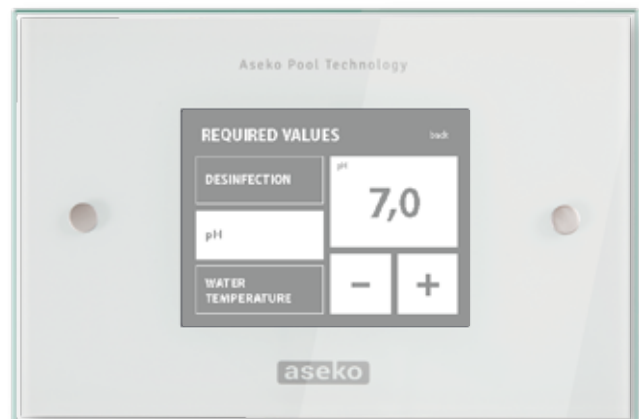 Aseko Pool Technology
REQUIRED VALUES
back
DESINFECTION
pH
WATER
TEMPERATURE
pH
7,0
−
+
aseko